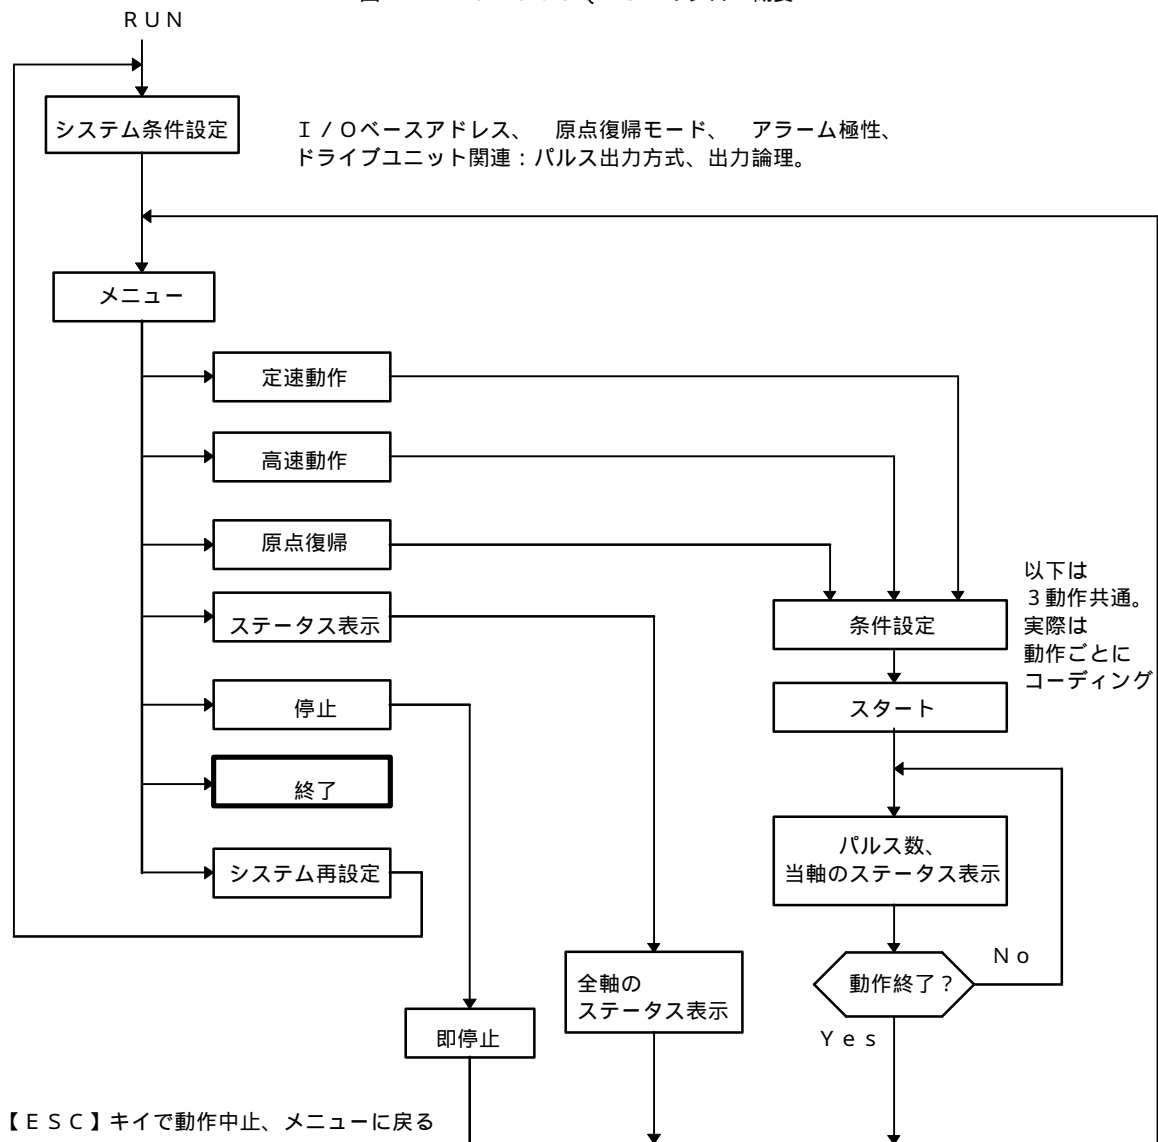 ＲＵＮ
システム条件設定
Ｉ／Ｏベースアドレス、　原点復帰モード、　アラーム極性、
ドライブユニット関連：パルス出力方式、出力論理。
メニュー
定速動作
高速動作
原点復帰
ステータス表示
停止
終了
システム再設定
以下は
３動作共通。
実際は
動作ごとに
コーディング
条件設定
スタート
パルス数、
当軸のステータス表示
動作終了？
Ｎｏ
Ｙｅｓ
全軸の
ステータス表示
即停止
【ＥＳＣ】キイで動作中止、メニューに戻る